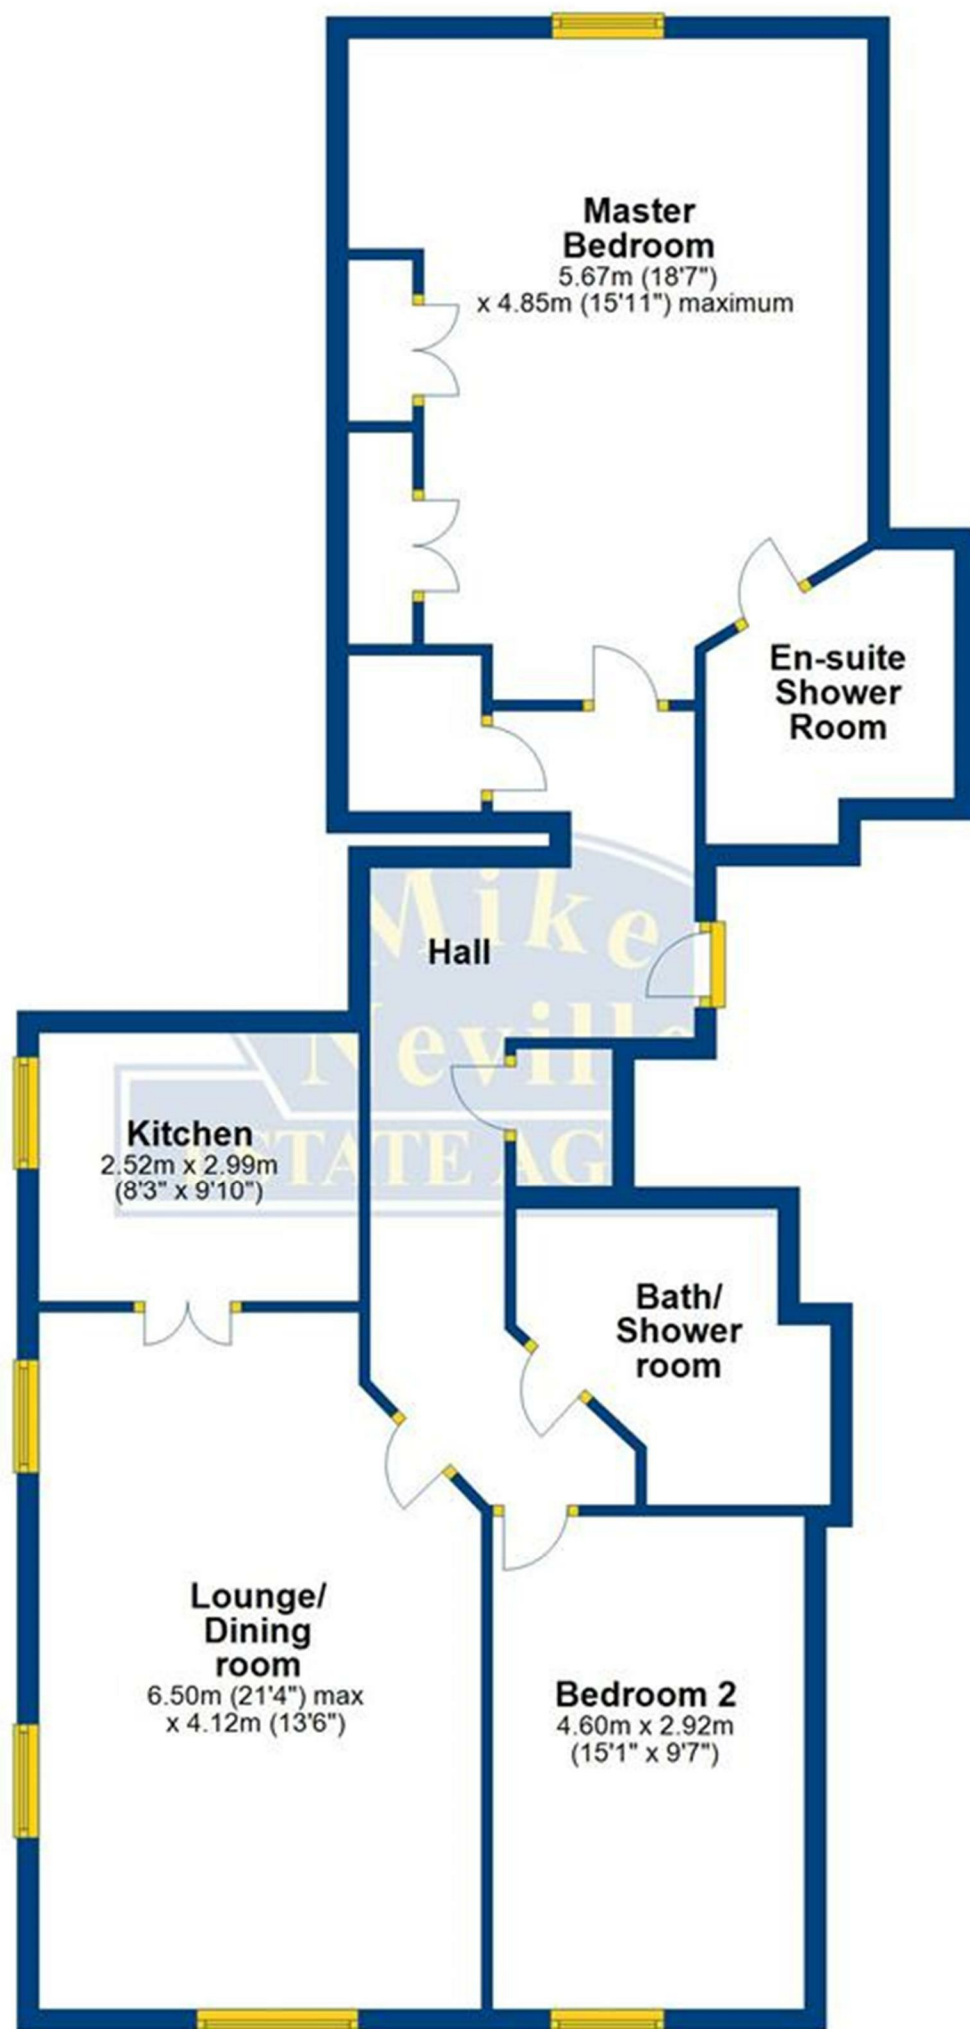 Master
Bedroom
5.67m (18'7")
x 4.85m (15'11") maximum
En-suite
Shower
Room
Mike
Hall
Neville
Kitchen
2.52m x 2.99m
(8'3" x 9'10")
ESTATE AG
Bath/
Shower
room
Lounge/
Dining
room
6.50m (21'4") max
x 4.12m (13'6")
Bedroom 2
4.60m x 2.92m
(15'1" x 9'7")